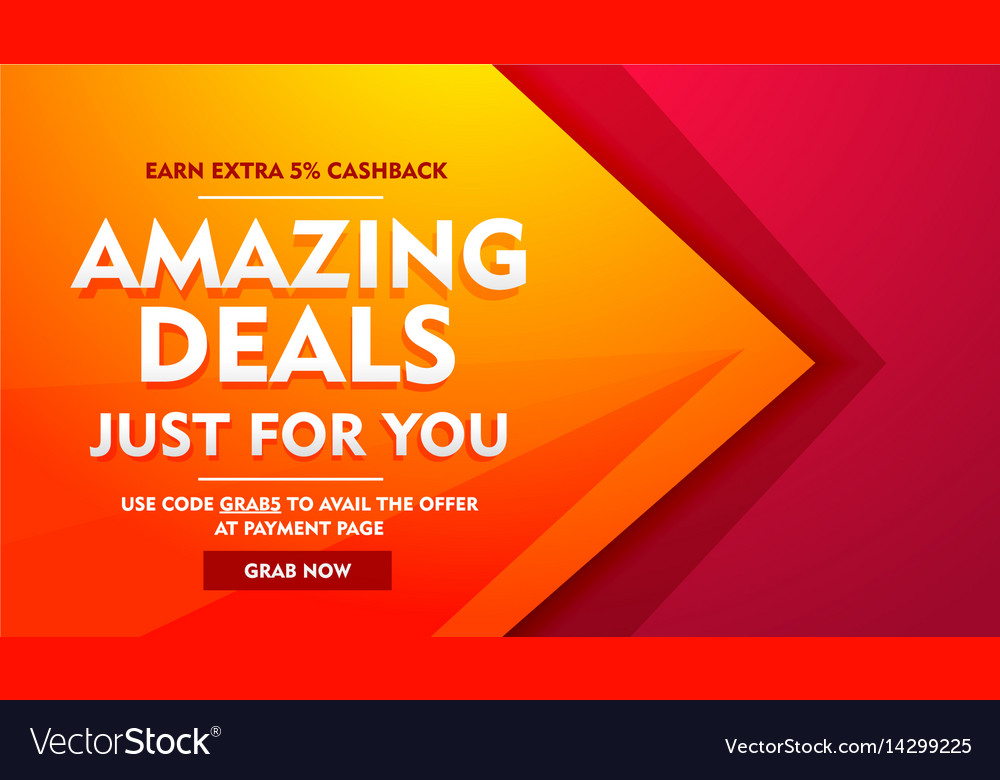 EARN EXTRA 5% CASHBACK
AMAZING
DEALS
JUST FOR YOU
USE CODE GRAB5 TO AVAIL THE OFFER
AT PAYMENT PAGE
GRAB NOW
VectorStock®
VectorStock.com/14299225